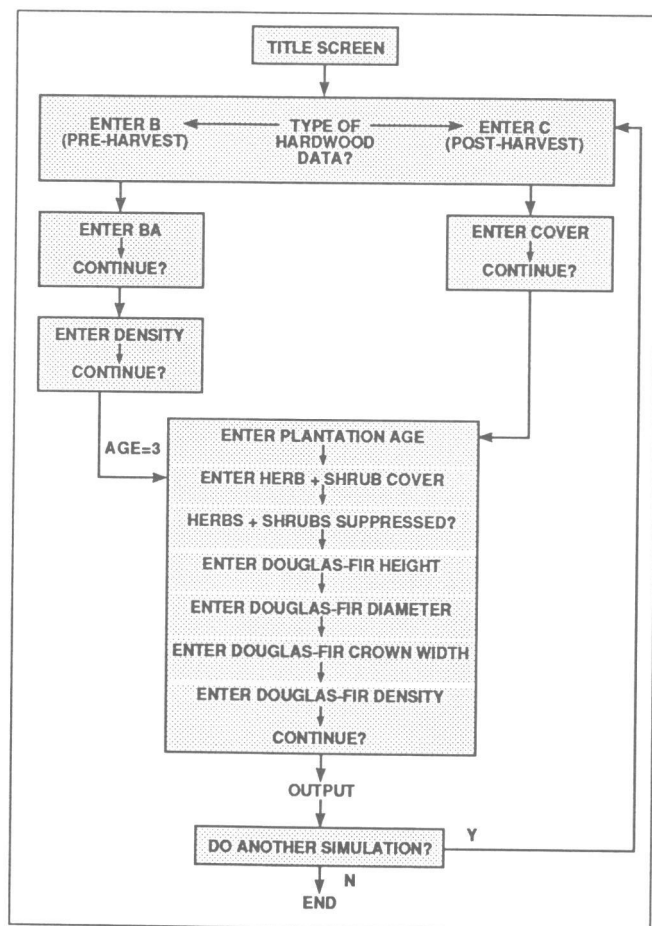 TITLE SCREEN
ENTER B
(PRE-HARVEST)
TYPE OF
HARDWOOD
DATA?
ENTER C
(POST-HARVEST)
ENTER BA
CONTINUE?
ENTER COVER
CONTINUE?
ENTER DENSITY
CONTINUE?
AGE=3
ENTER PLANTATION AGE
ENTER HERB + SHRUB COVER
HERBS + SHRUBS SUPPRESSED?
ENTER DOUGLAS-FIR HEIGHT
ENTER DOUGLAS-FIR DIAMETER
ENTER DOUGLAS-FIR CROWN WIDTH
ENTER DOUGLAS-FIR DENSITY
CONTINUE?
OUTPUT
DO ANOTHER SIMULATION?
Y
N
END